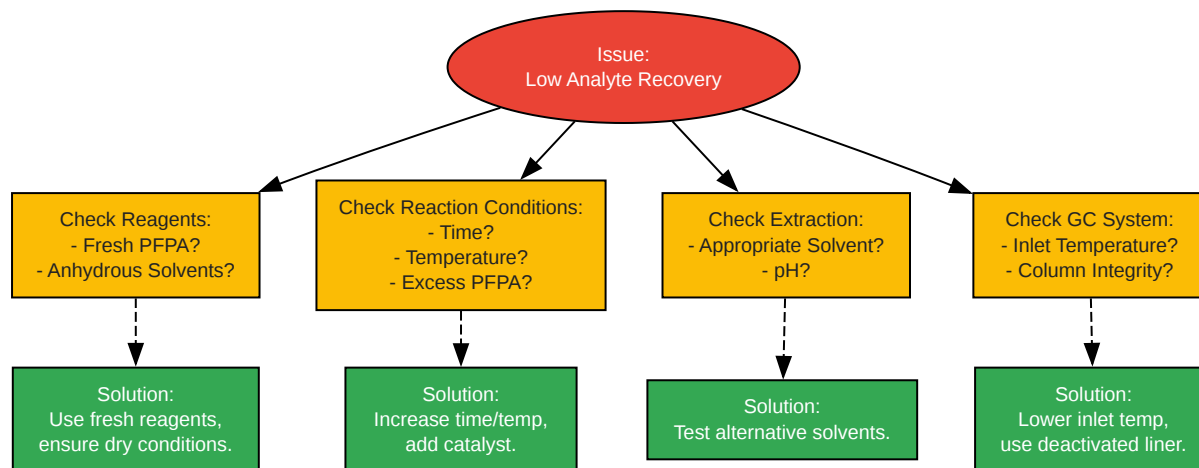 Issue:
Low Analyte Recovery
Check Reagents:
- Fresh PFPA?
- Anhydrous Solvents?
Check Reaction Conditions:
- Time?
- Temperature?
- Excess PFPA?
Check Extraction:
- Appropriate Solvent?
- pH?
Check GC System:
- Inlet Temperature?
- Column Integrity?
Solution:
Use fresh reagents,
ensure dry conditions.
Solution:
Increase time/temp,
add catalyst.
Solution:
Test alternative solvents.
Solution:
Lower inlet temp,
use deactivated liner.